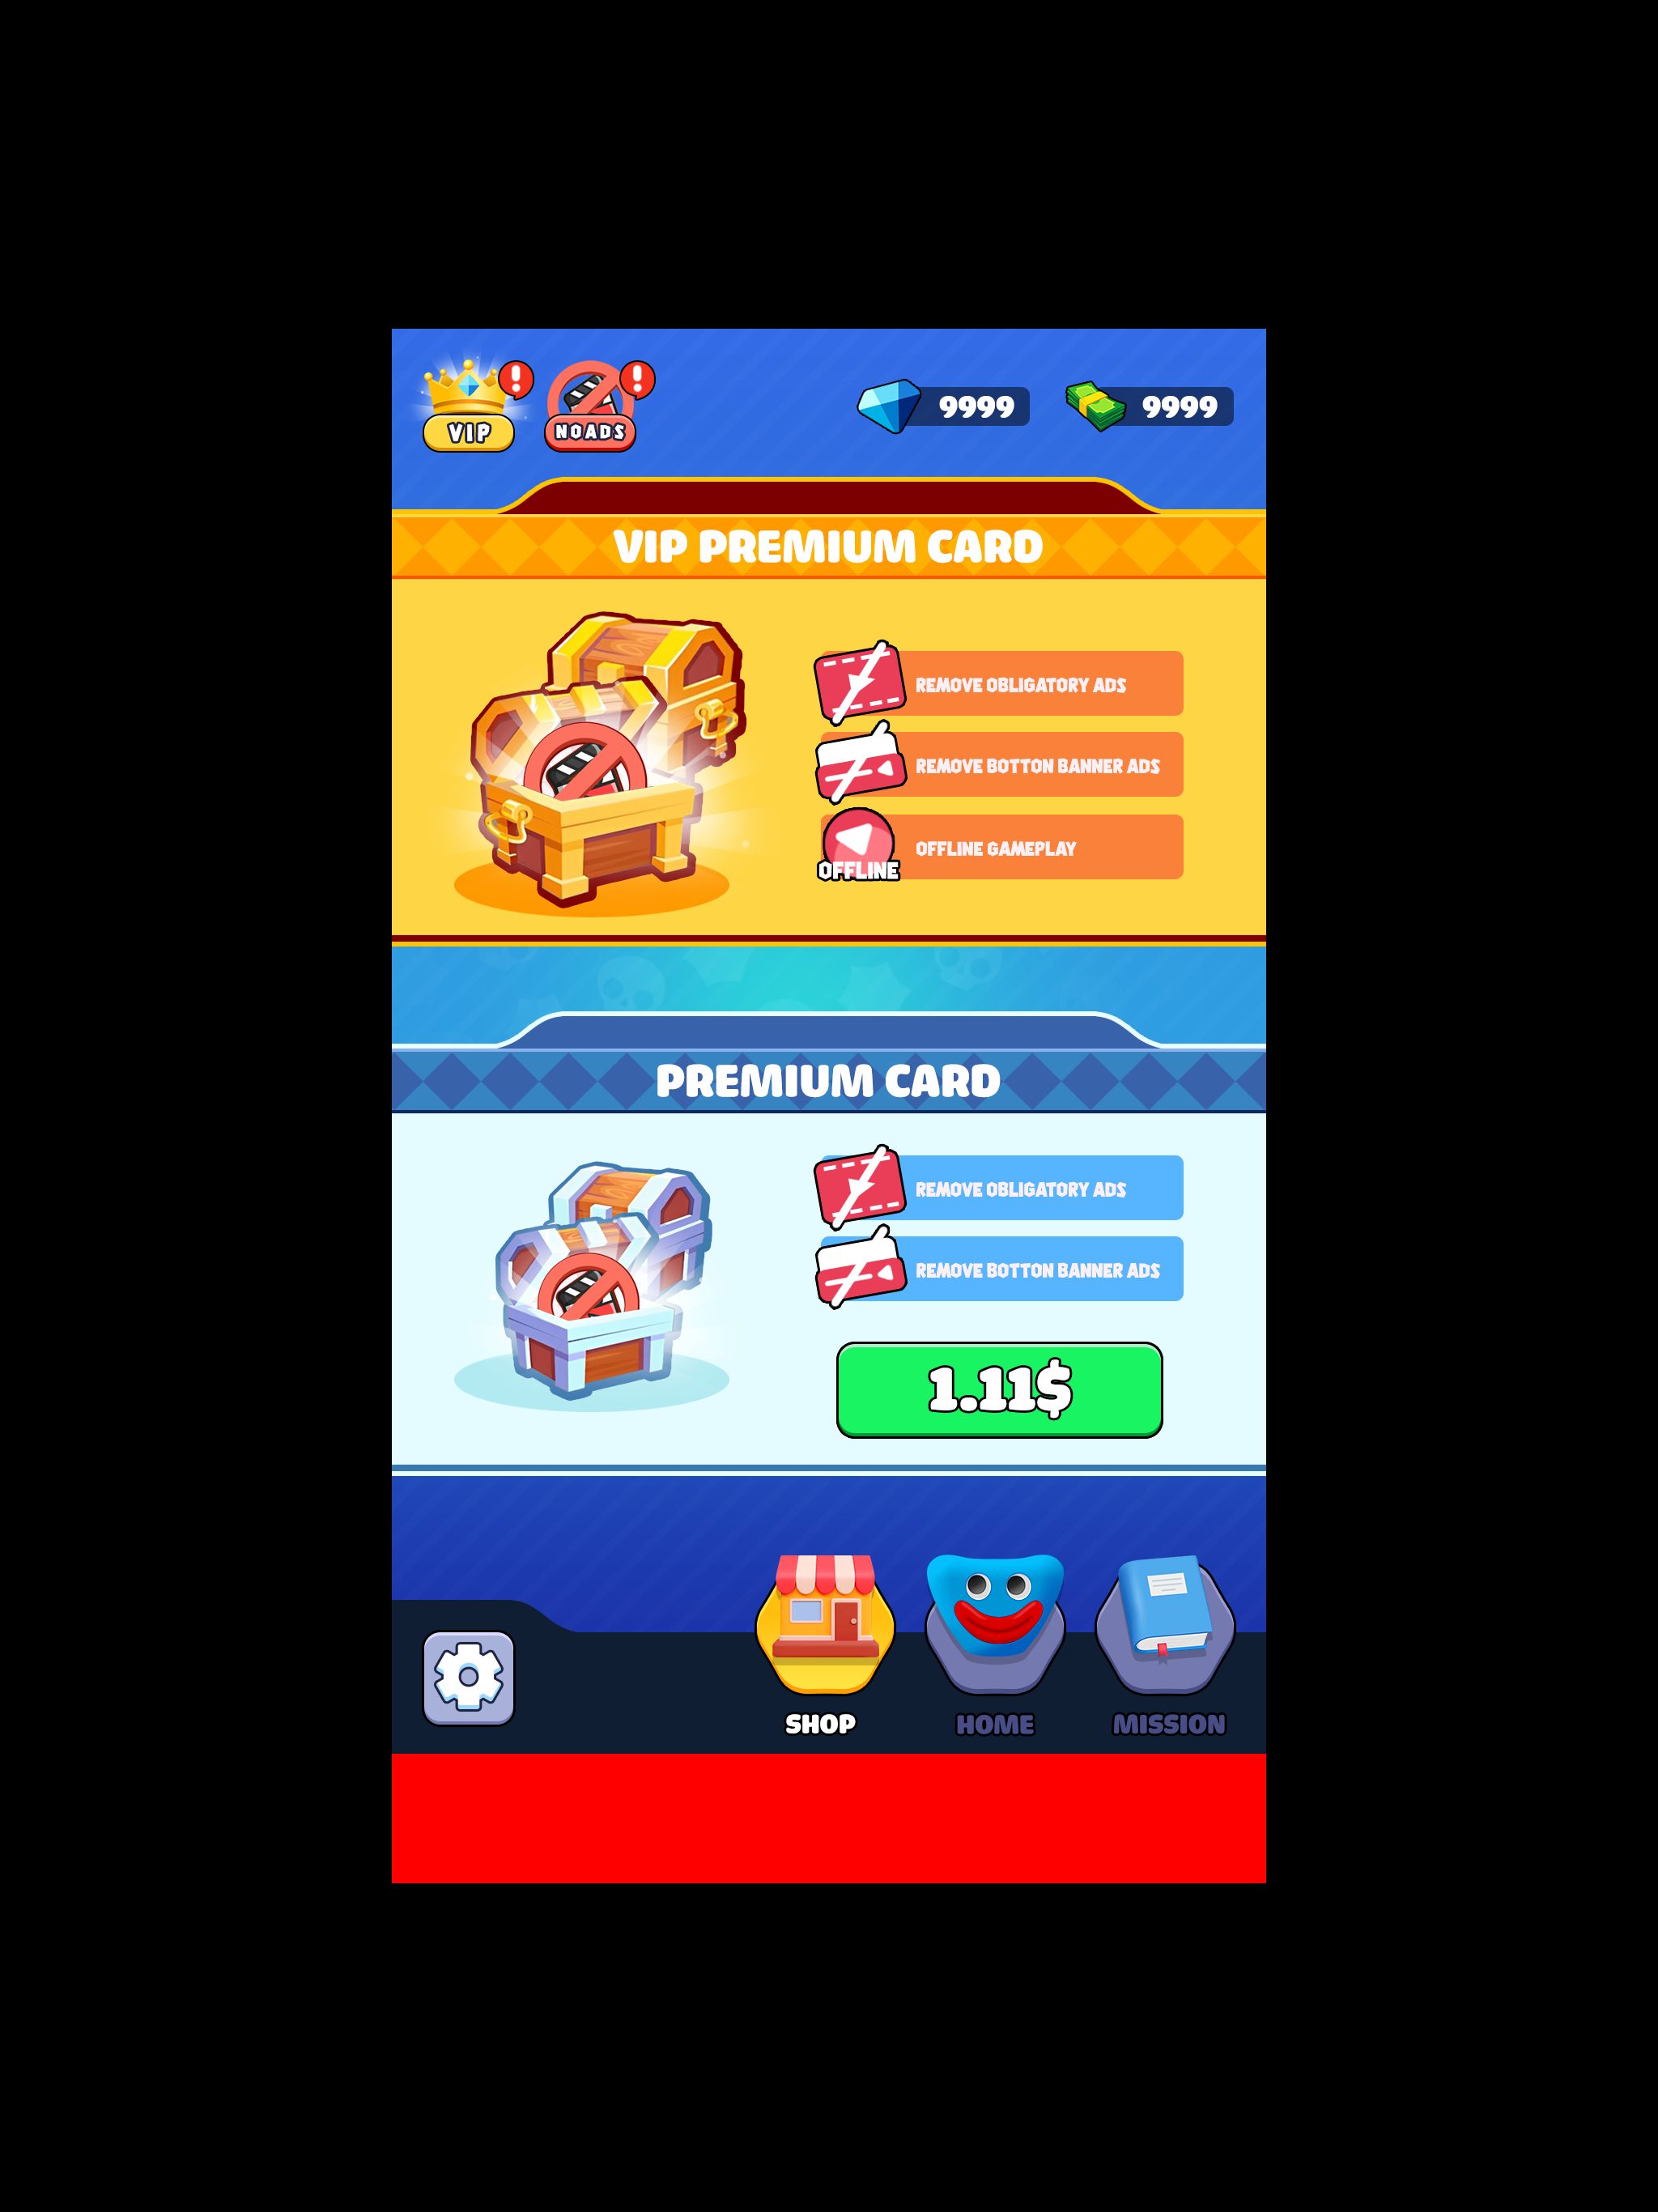 VIP
NOADS
9999
9999
VIP PREMIUM CARD
REMOVE OBLIGATORY ADS
REMOVE BOTTON BANNER ADS
OFFLINE
OFFLINE GAMEPLAY
PREMIUM CARD
REMOVE OBLIGATORY ADS
REMOVE BOTTON BANNER ADS
1.11$
SHOP
HOME
MISSION